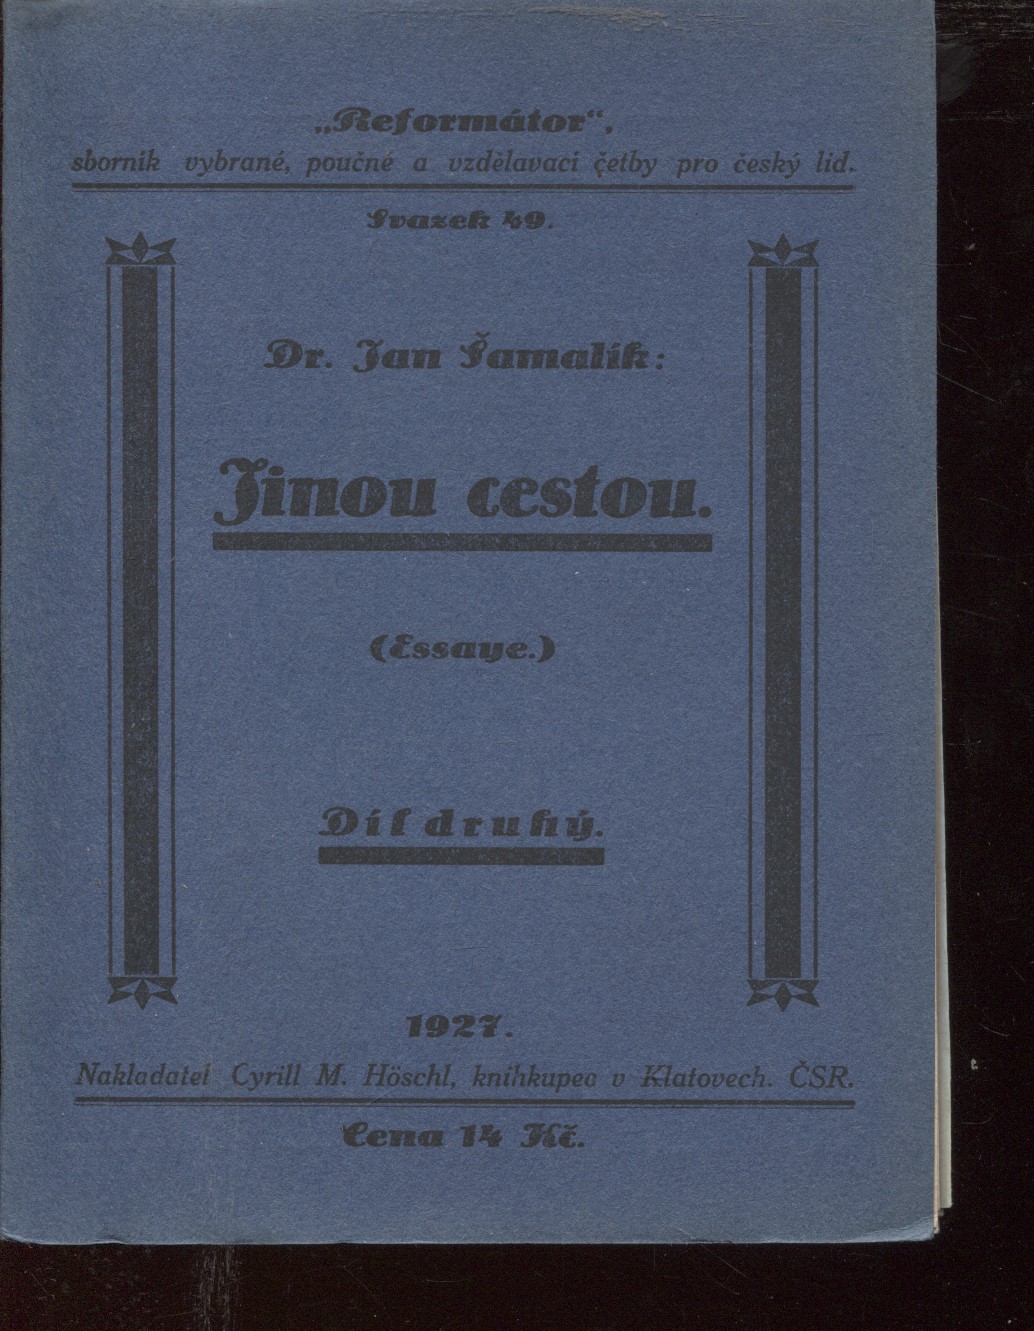 „Reformátor“,
sborník vybrané, poučné a vzdělavací četby pro český lid.
Svazek 49.
Dr. Jan Šamalík:
Jinou cestou.
(Essaye.)
Díl druhý.
1927.
Nakladatel Cyrill M. Höschl, knihkupec v Klatovech. ČSR.
Cena 14 Kč.